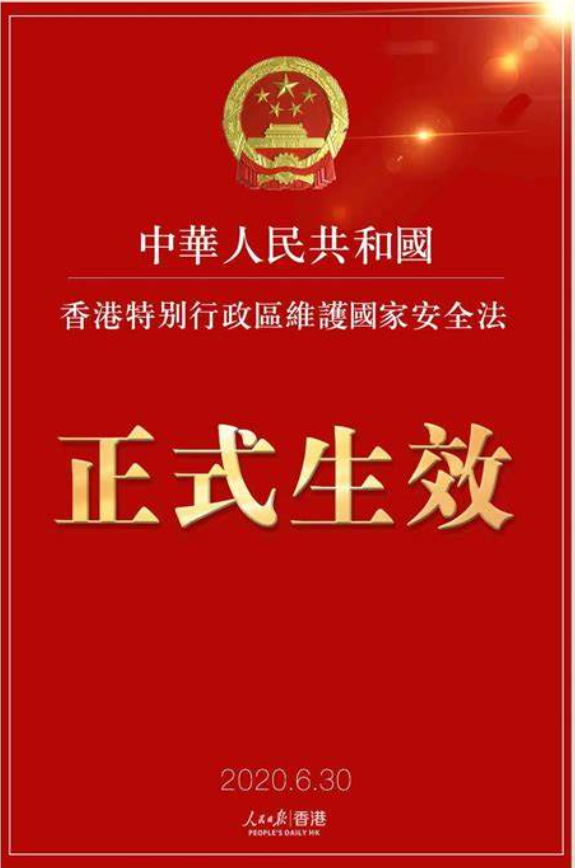 中華人民共和國
香港特別行政區維護國家安全法
正式生效
2020.6.30
人民日报|香港
PEOPLE'S DAILY HK